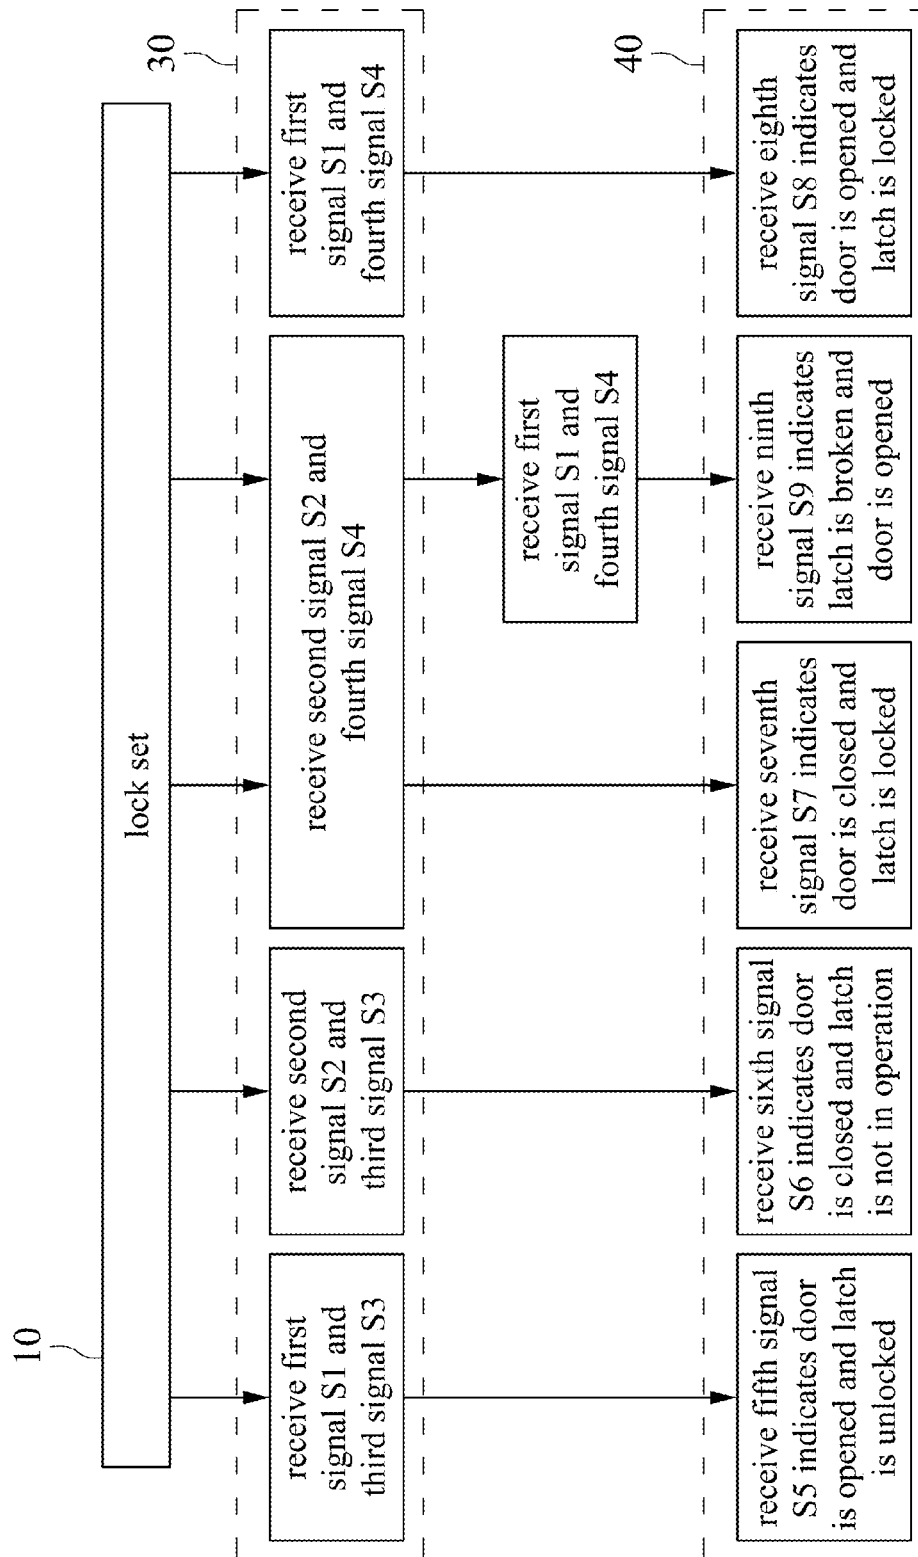 10
lock set
30
receive first
signal S1 and
third signal S3
receive second
signal S2 and
third signal S3
receive second signal S2 and
fourth signal S4
receive first
signal S1 and
fourth signal S4
receive first
signal S1 and
fourth signal S4
40
receive fifth signal
S5 indicates door
is opened and latch
is unlocked
receive sixth signal
S6 indicates door
is closed and latch
is not in operation
receive seventh
signal S7 indicates
door is closed and
latch is locked
receive ninth
signal S9 indicates
latch is broken and
door is opened
receive eighth
signal S8 indicates
door is opened and
latch is locked